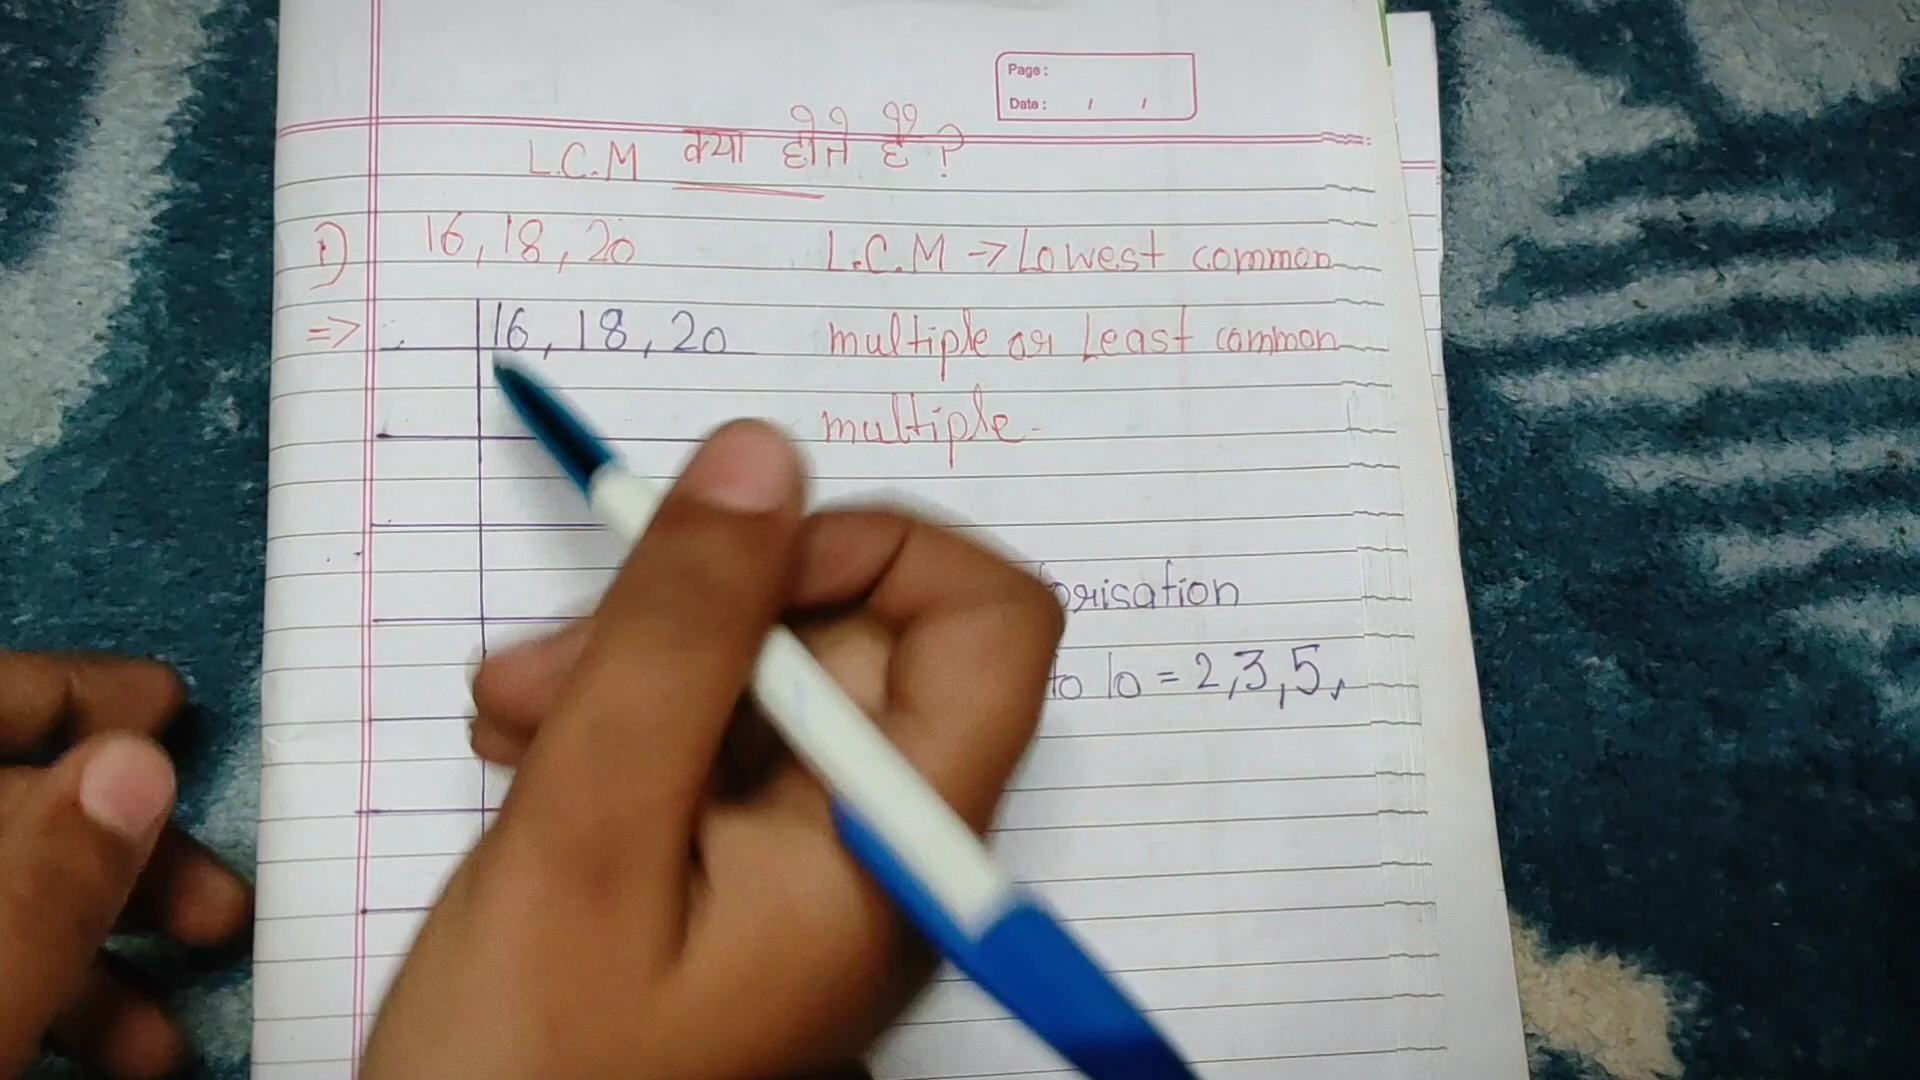 Page :
Date : / /
L.C.M क्या होते है ?
1) 16, 18, 20 L.C.M -> Lowest common
=> 16, 18, 20 multiple or Least common
multiple
orisation
to 10 = 2,3,5,